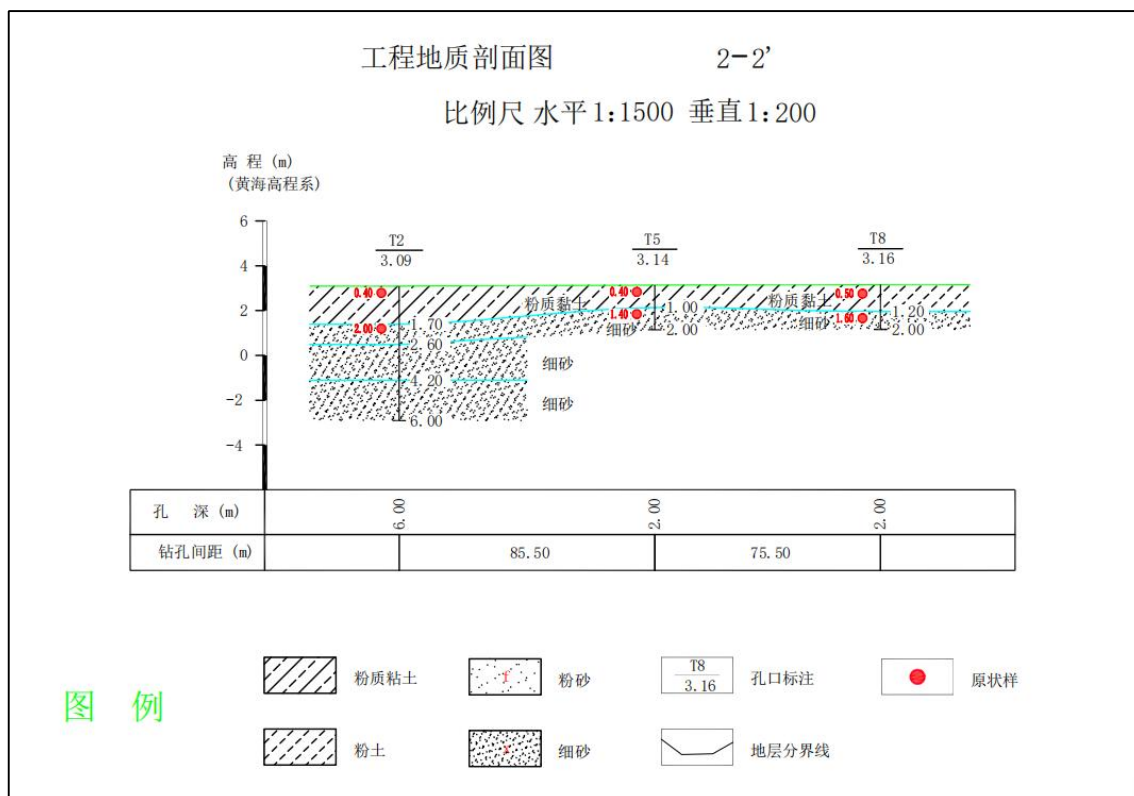 工程地质剖面图 2-2'
比例尺 水平1:1500 垂直1:200
高 程 (m)
(黄海高程系)
6
4
2
0
-2
-4
T2
3.09
T5
3.14
T8
3.16
0.40
0.40
0.50
粉质黏土
粉质黏土
2.00
1.70
1.40
1.00
1.60
1.20
细砂
2.00
细砂
2.00
2.60
细砂
4.20
细砂
6.00
孔 深 (m) 6.00 2.00 2.00
钻孔间距 (m) 85.50 75.50
图 例
粉质粘土
f
粉砂
T8
3.16
孔口标注
原状样
粉土
x
细砂
地层分界线